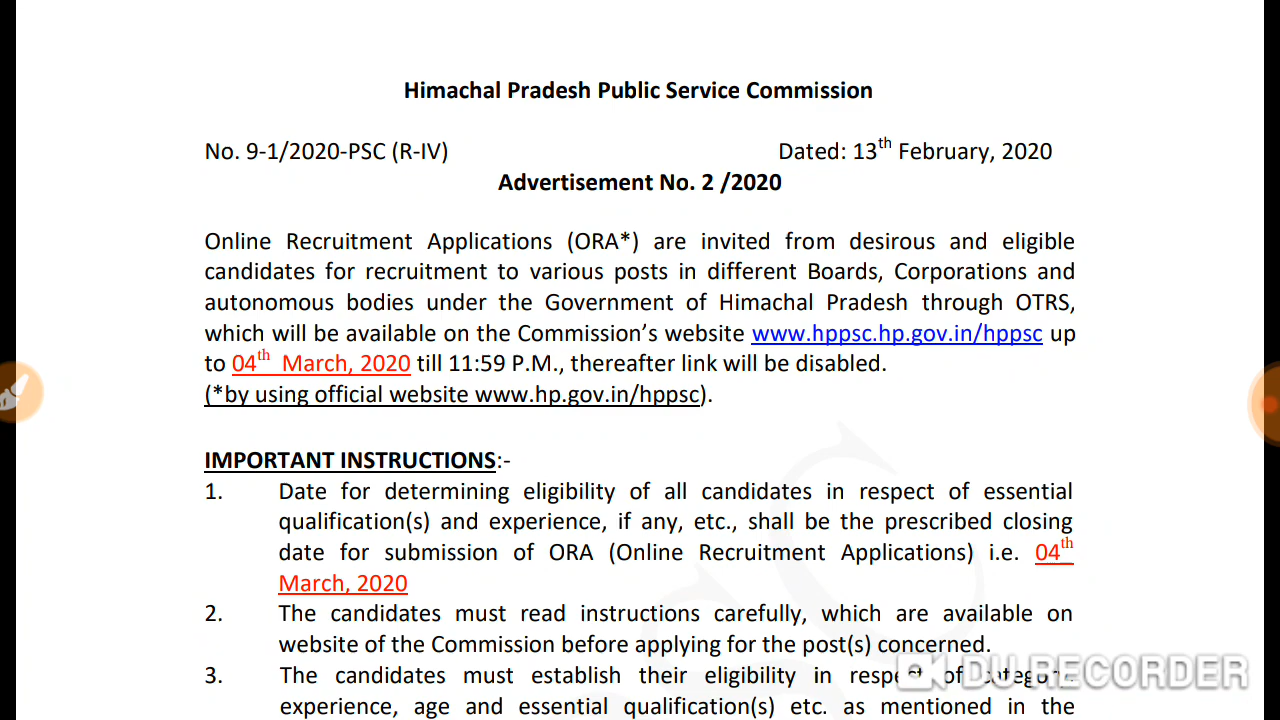 Himachal Pradesh Public Service Commission
No. 9-1/2020-PSC (R-IV) Dated: 13th February, 2020
Advertisement No. 2 /2020
Online Recruitment Applications (ORA*) are invited from desirous and eligible
candidates for recruitment to various posts in different Boards, Corporations and
autonomous bodies under the Government of Himachal Pradesh through OTRS,
which will be available on the Commission's website www.hppsc.hp.gov.in/hppsc up
to 04th March, 2020 till 11:59 P.M., thereafter link will be disabled.
(*by using official website www.hp.gov.in/hppsc).
IMPORTANT INSTRUCTIONS:-
1. Date for determining eligibility of all candidates in respect of essential
qualification(s) and experience, if any, etc., shall be the prescribed closing
date for submission of ORA (Online Recruitment Applications) i.e. 04th
March, 2020
2. The candidates must read instructions carefully, which are available on
website of the Commission before applying for the post(s) concerned.
3. The candidates must establish their eligibility in respect of category,
experience, age and essential qualification(s) etc. as mentioned in the
DU RECORDER